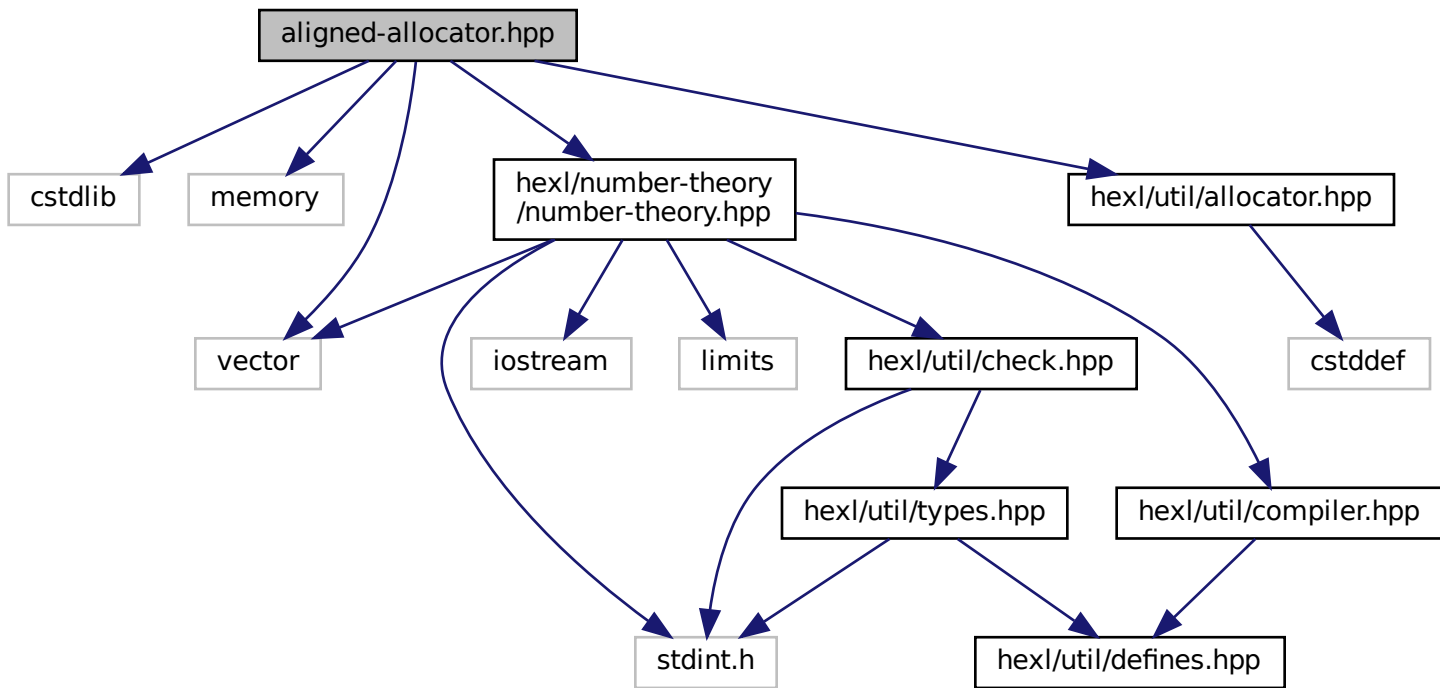 aligned-allocator.hpp
cstdlib
memory
hexl/number-theory
/number-theory.hpp
hexl/util/allocator.hpp
vector
iostream
limits
hexl/util/check.hpp
cstddef
hexl/util/types.hpp
hexl/util/compiler.hpp
stdint.h
hexl/util/defines.hpp